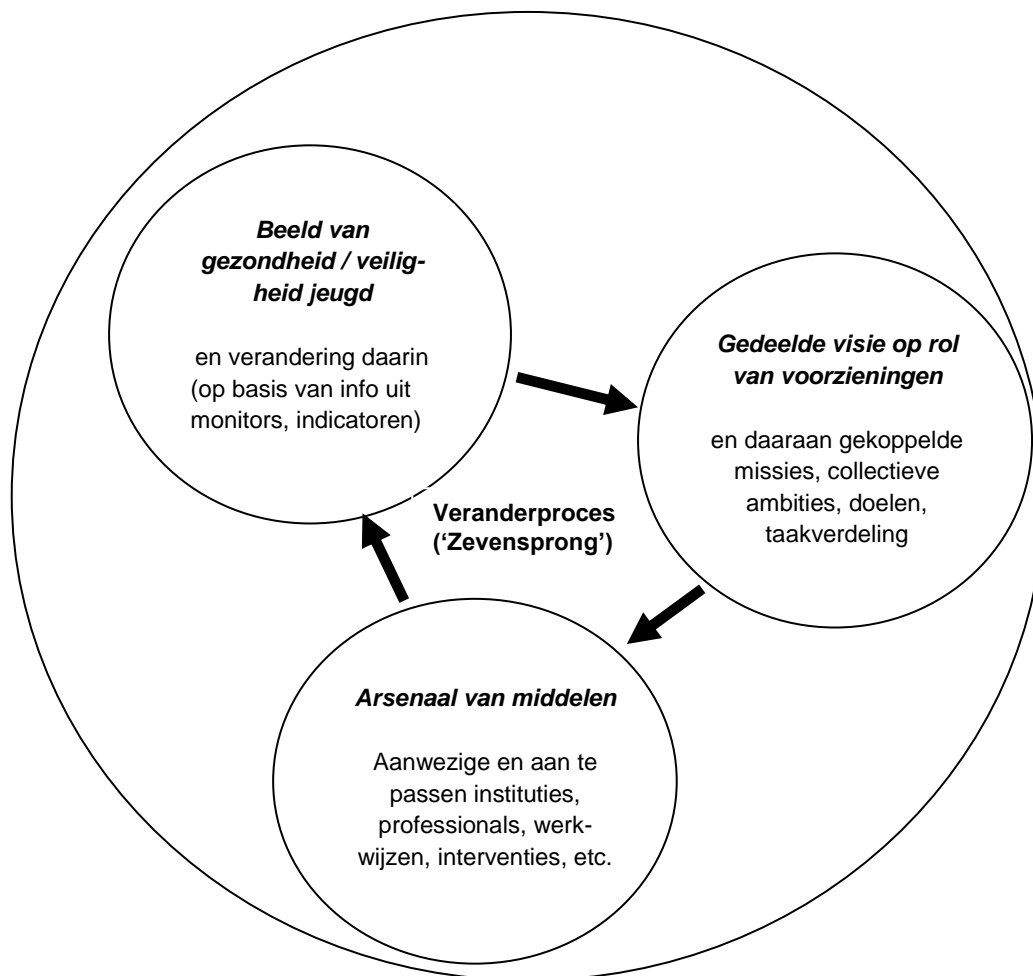 Beeld van
gezondheid / veilig-
heid jeugd
en verandering daarin
(op basis van info uit
monitors, indicatoren)
Gedeelde visie op rol
van voorzieningen
en daaraan gekoppelde
missies, collectieve
ambities, doelen,
taakverdeling
Veranderproces
(‘Zevensprong’)
Arsenaal van middelen
Aanwezige en aan te
passen instituties,
professionals, werk-
wijzen, interventies, etc.